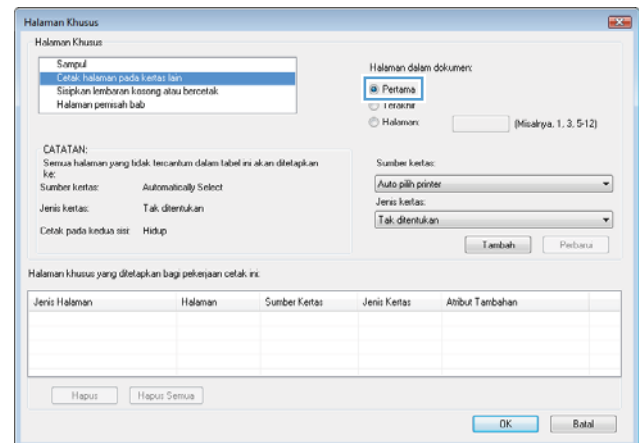 Halaman Khusus
Halaman Khusus
Sampul
Cetak halaman pada kertas lain
Sisipkan lembaran kosong atau bercetak
Halaman pemisah bab
Halaman dalam dokumen:
Pertama
Terakhir
Halaman: (Misalnya. 1, 3, 5-12)
CATATAN:
Semua halaman yang tidak tercantum dalam tabel ini akan ditetapkan
ke:
Sumber kertas: Automatically Select
Jenis kertas: Tak ditentukan
Cetak pada kedua sisi: Hidup
Sumber kertas:
Auto pilih printer
Jenis kertas:
Tak ditentukan
Tambah Perbarui
Halaman khusus yang ditetapkan bagi pekerjaan cetak ini:
Jenis Halaman Halaman Sumber Kertas Jenis Kertas Atribut Tambahan
Hapus Hapus Semua
OK Batal